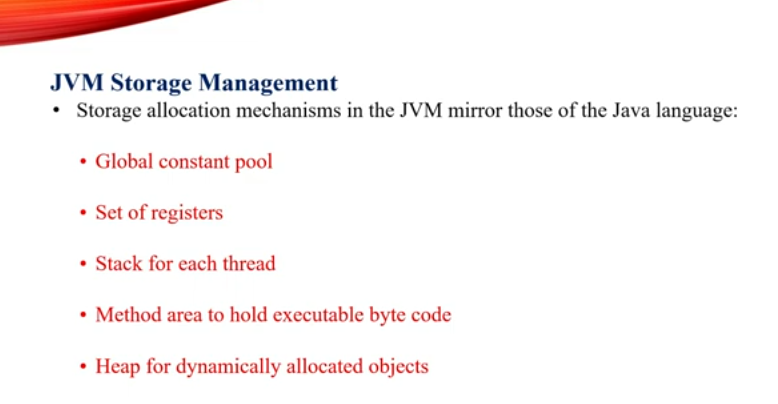 JVM Storage Management
• Storage allocation mechanisms in the JVM mirror those of the Java language:
• Global constant pool
• Set of registers
• Stack for each thread
• Method area to hold executable byte code
• Heap for dynamically allocated objects